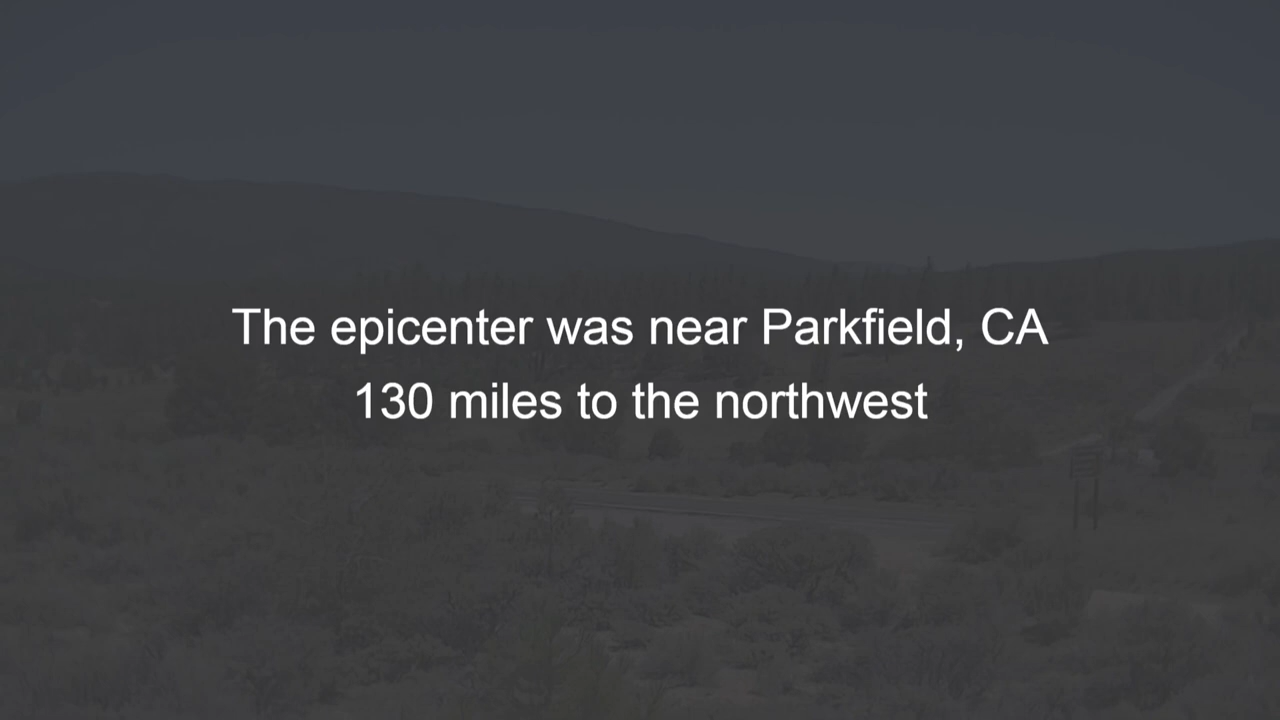 The epicenter was near Parkfield, CA
130 miles to the northwest